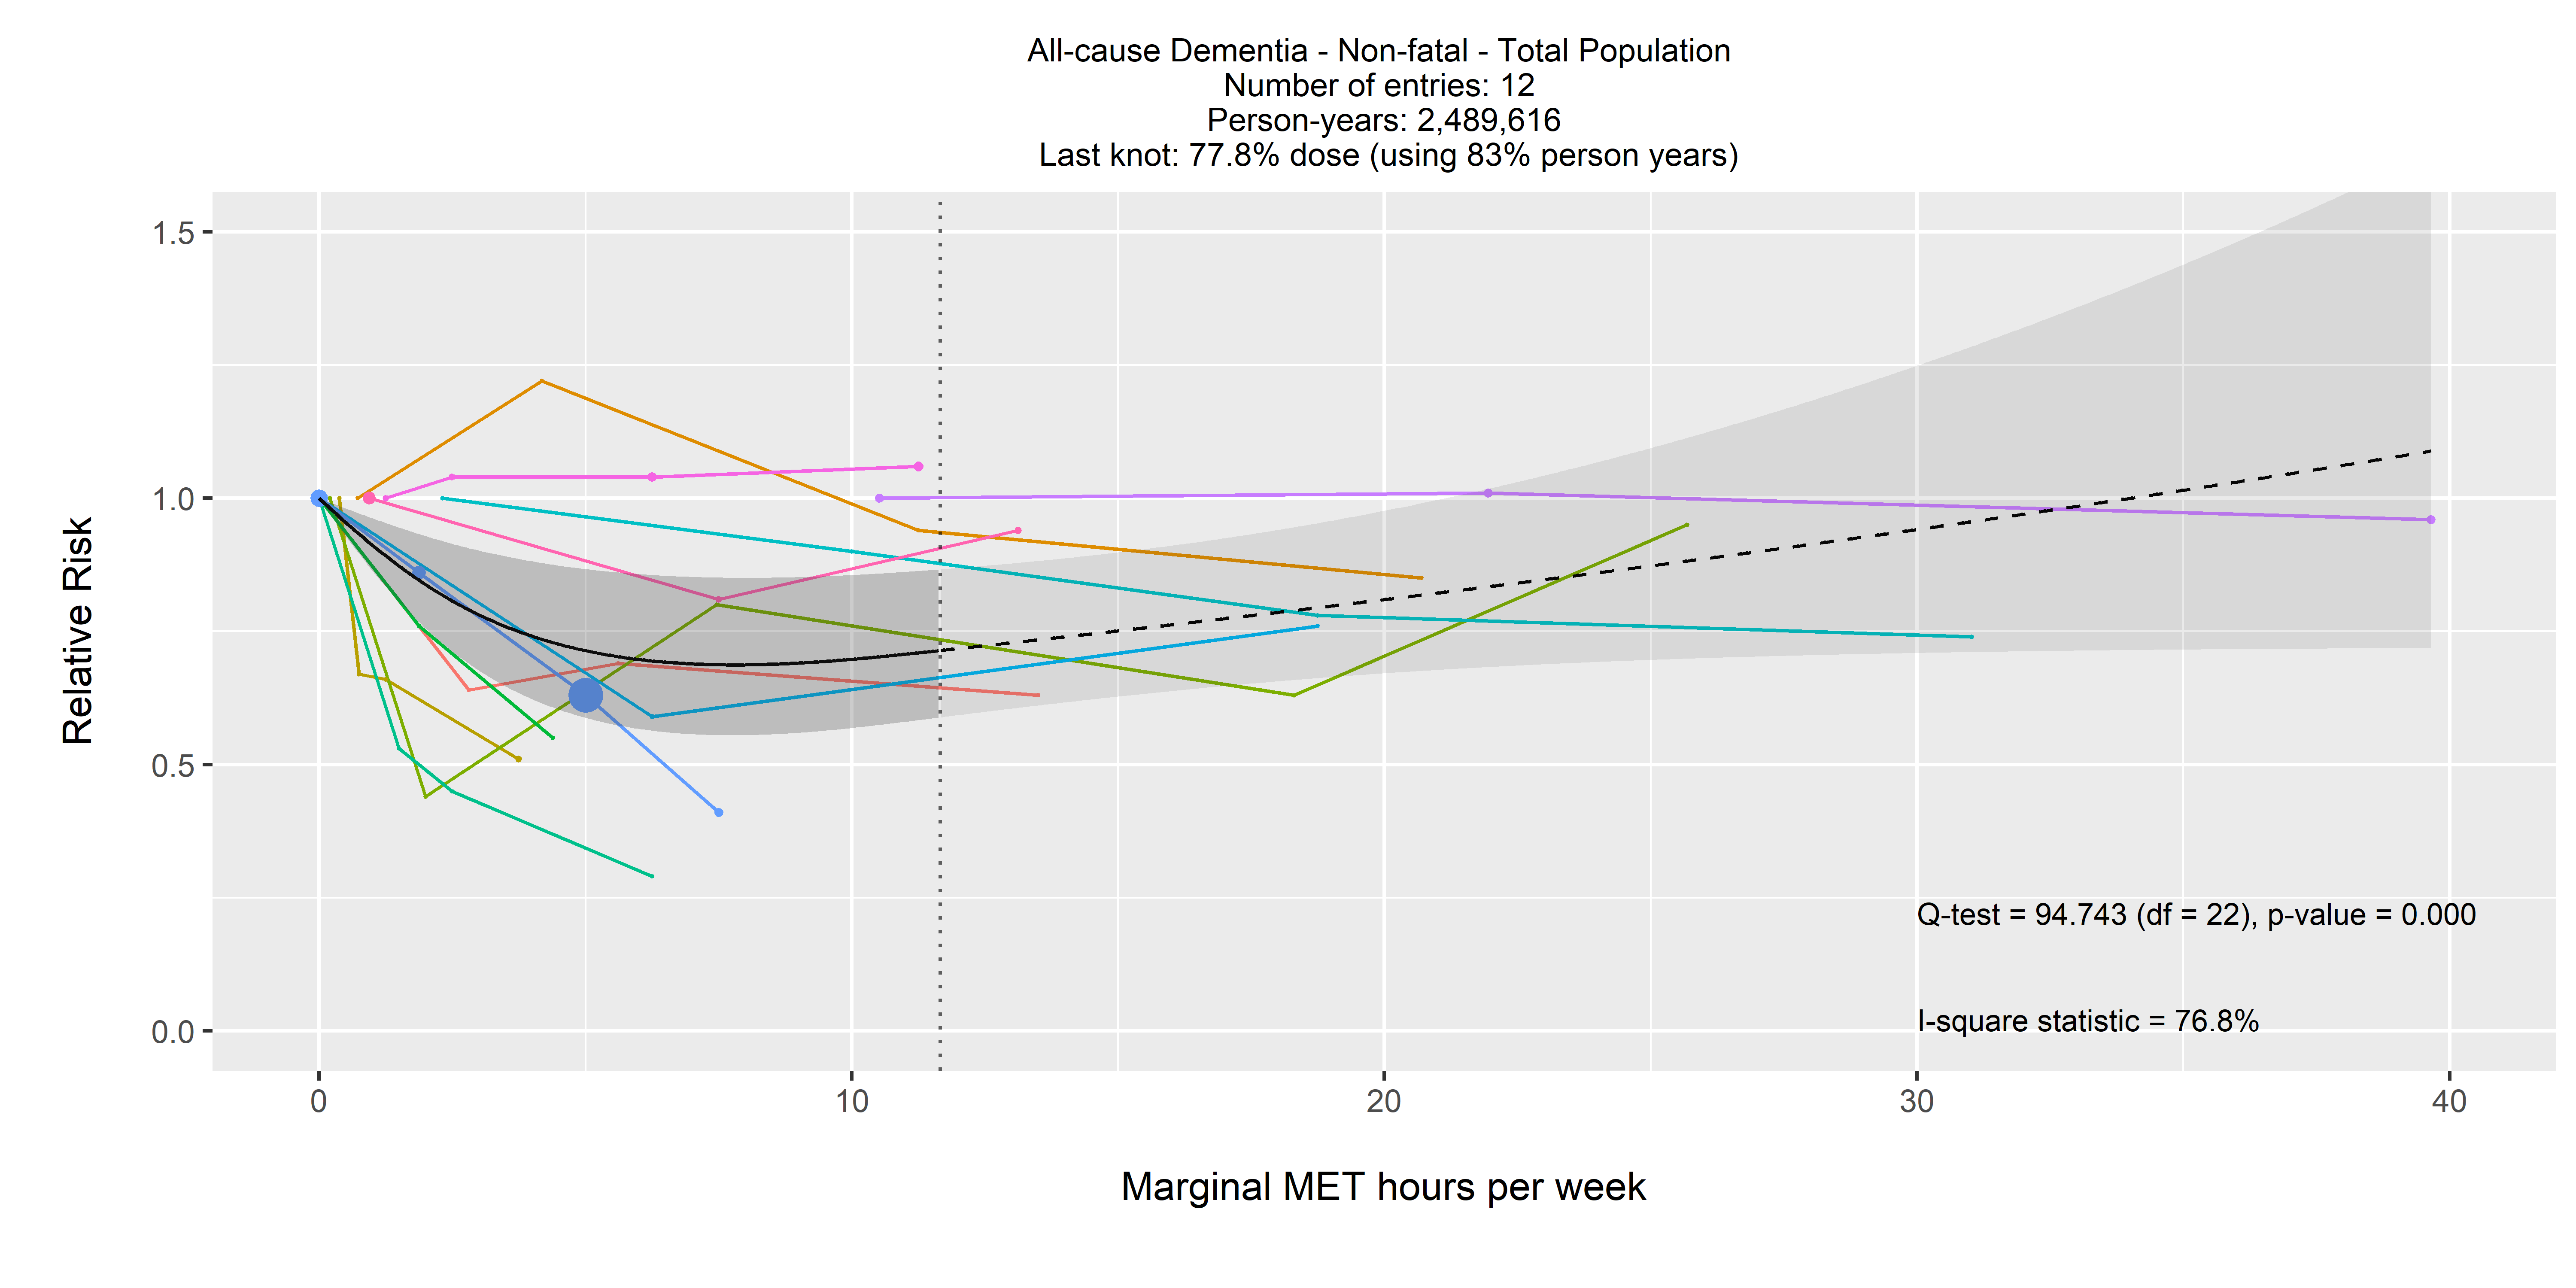 All-cause Dementia - Non-fatal - Total Population
Number of entries: 12
Person-years: 2,489,616
Last knot: 77.8% dose (using 83% person years)
1.5
1.0
0.5
0.0
Relative Risk
Q-test = 94.743 (df = 22), p-value = 0.000
I-square statistic = 76.8%
0 10 20 30 40
Marginal MET hours per week